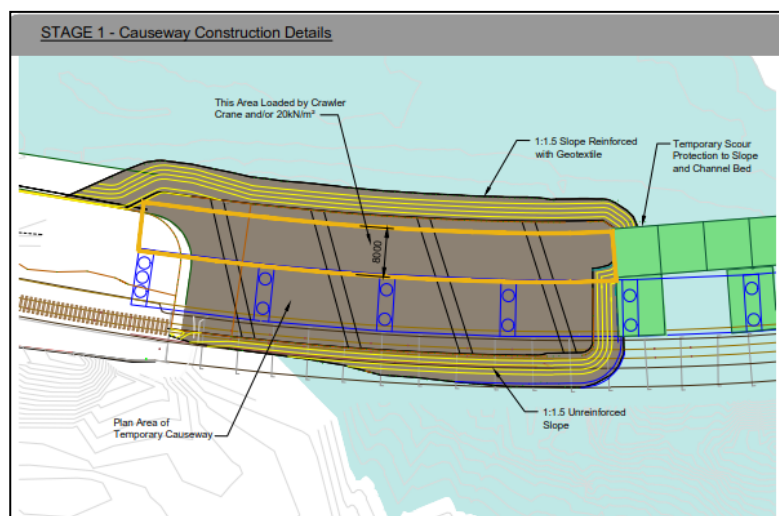 STAGE 1 - Causeway Construction Details
This Area Loaded by Crawler
Crane and/or 20kN/m²
1:1.5 Slope Reinforced
with Geotextile
Temporary Scour
Protection to Slope
and Channel Bed
8000
Plan Area of
Temporary Causeway
1:1.5 Unreinforced
Slope